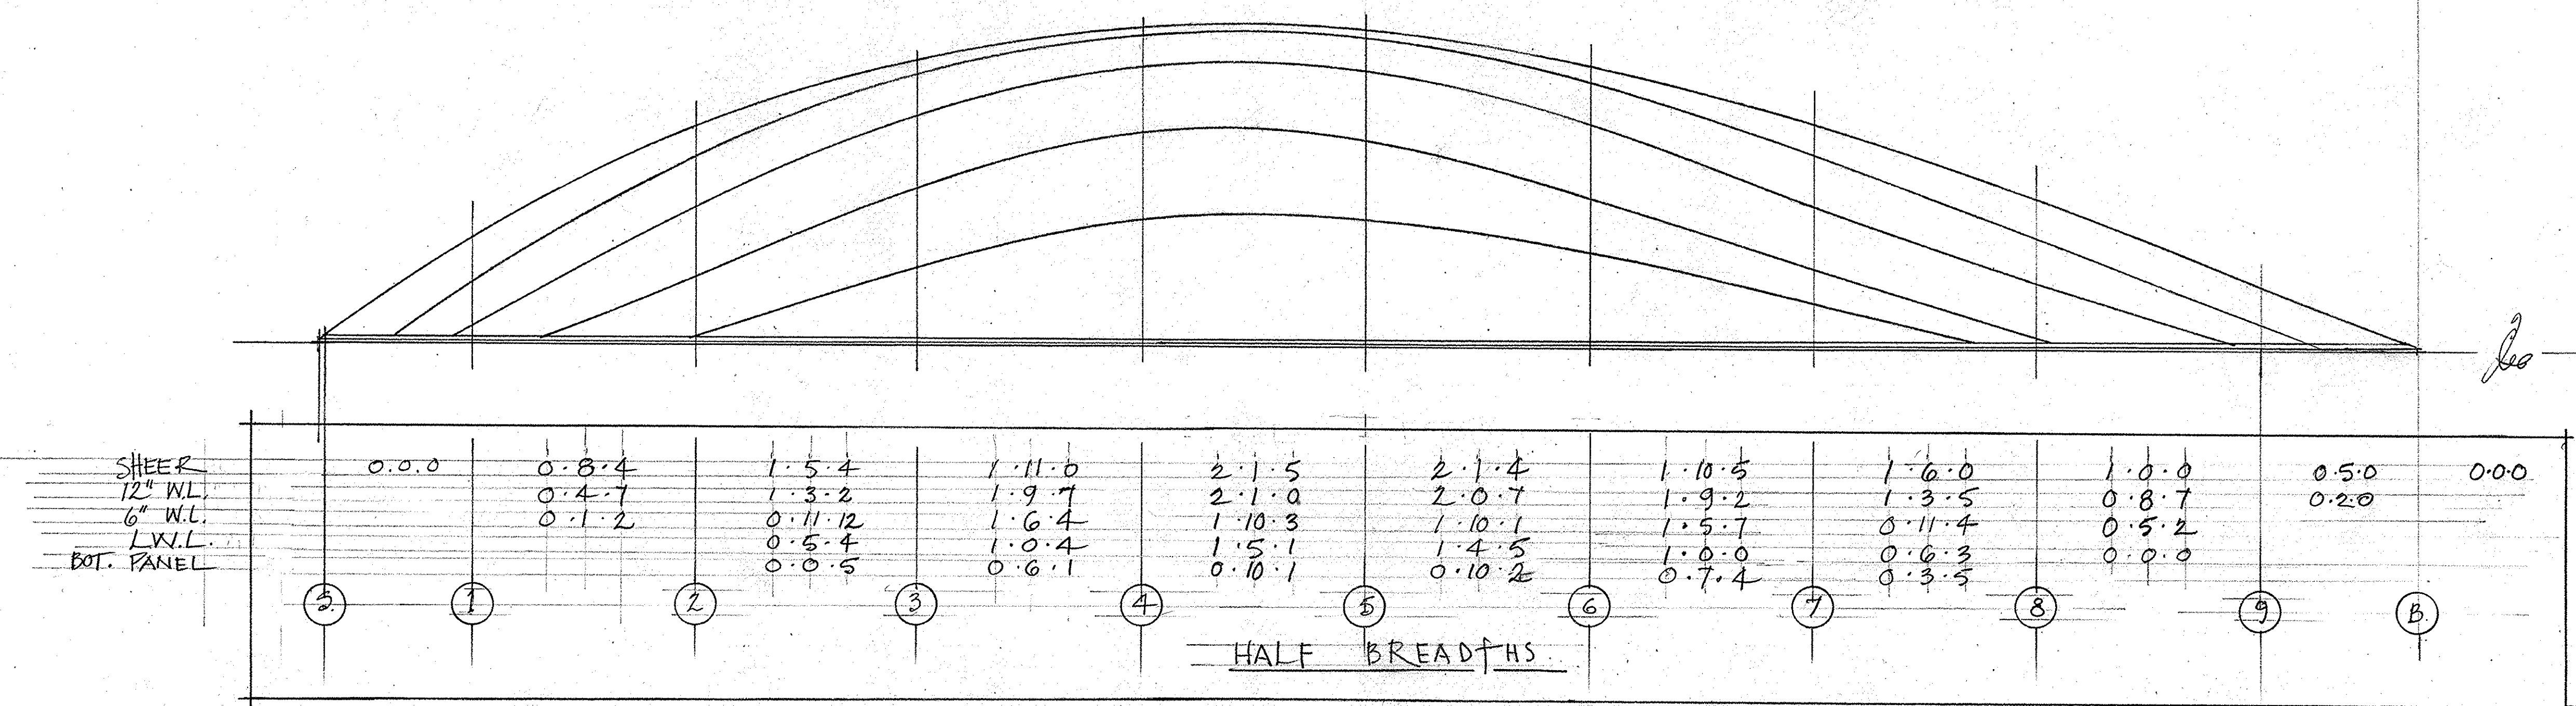 SHEER 0.0.0 0.8.4 1.5.4 1.11.0 2.1.5 2.1.4 1.10.5 1.6.0 1.0.0 0.5.0 0.0.0
12" W.L. 0.4.7 1.3.2 1.9.7 2.1.0 2.0.7 1.9.2 1.3.5 0.8.7 0.2.0
6" W.L. 0.1.2 0.11.12 1.6.4 1.10.3 1.10.1 1.5.7 0.11.4 0.5.2
L.W.L. 0.5.4 1.0.4 1.5.1 1.4.5 1.0.0 0.6.3 0.0.0
BOT. PANEL 0.0.5 0.6.1 0.10.1 0.10.2 0.7.4 0.3.5
S 1 2 3 4 5 6 7 8 9 B.
HALF BREADTHS